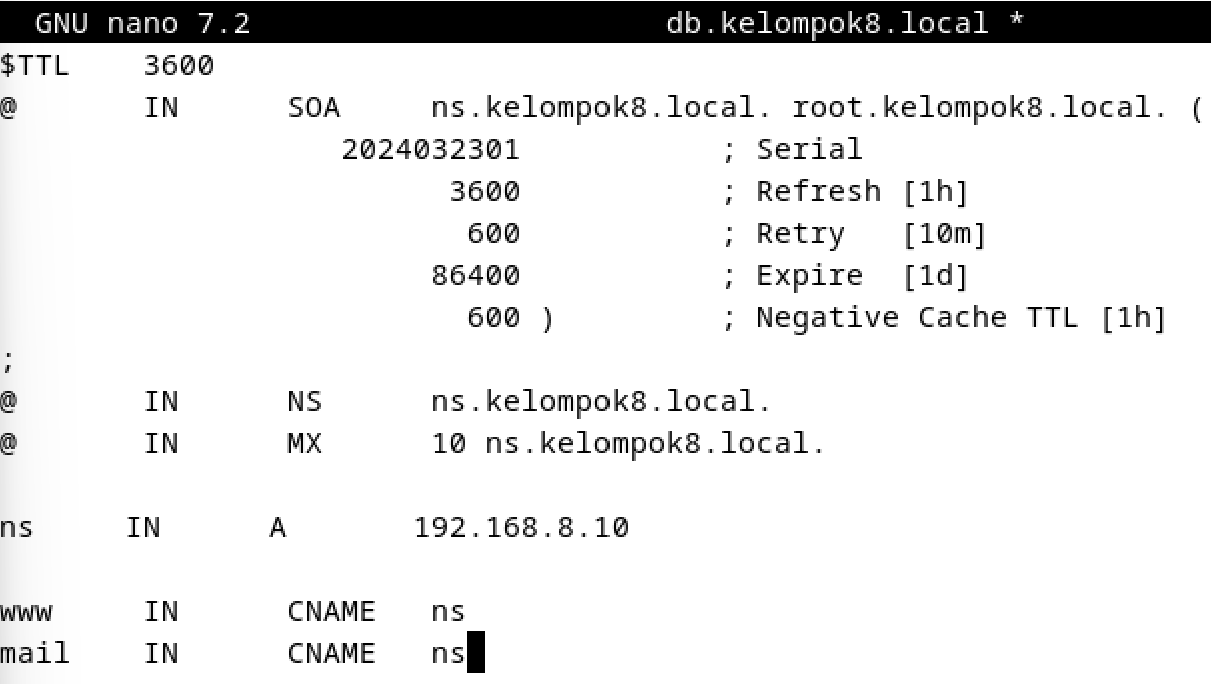 GNU nano 7.2 db.kelompok8.local *
$TTL 3600
@ IN SOA ns.kelompok8.local. root.kelompok8.local. (
2024032301 ; Serial
3600 ; Refresh [1h]
600 ; Retry [10m]
86400 ; Expire [1d]
600 ) ; Negative Cache TTL [1h]
;
@ IN NS ns.kelompok8.local.
@ IN MX 10 ns.kelompok8.local.
ns IN A 192.168.8.10
www IN CNAME ns
mail IN CNAME ns